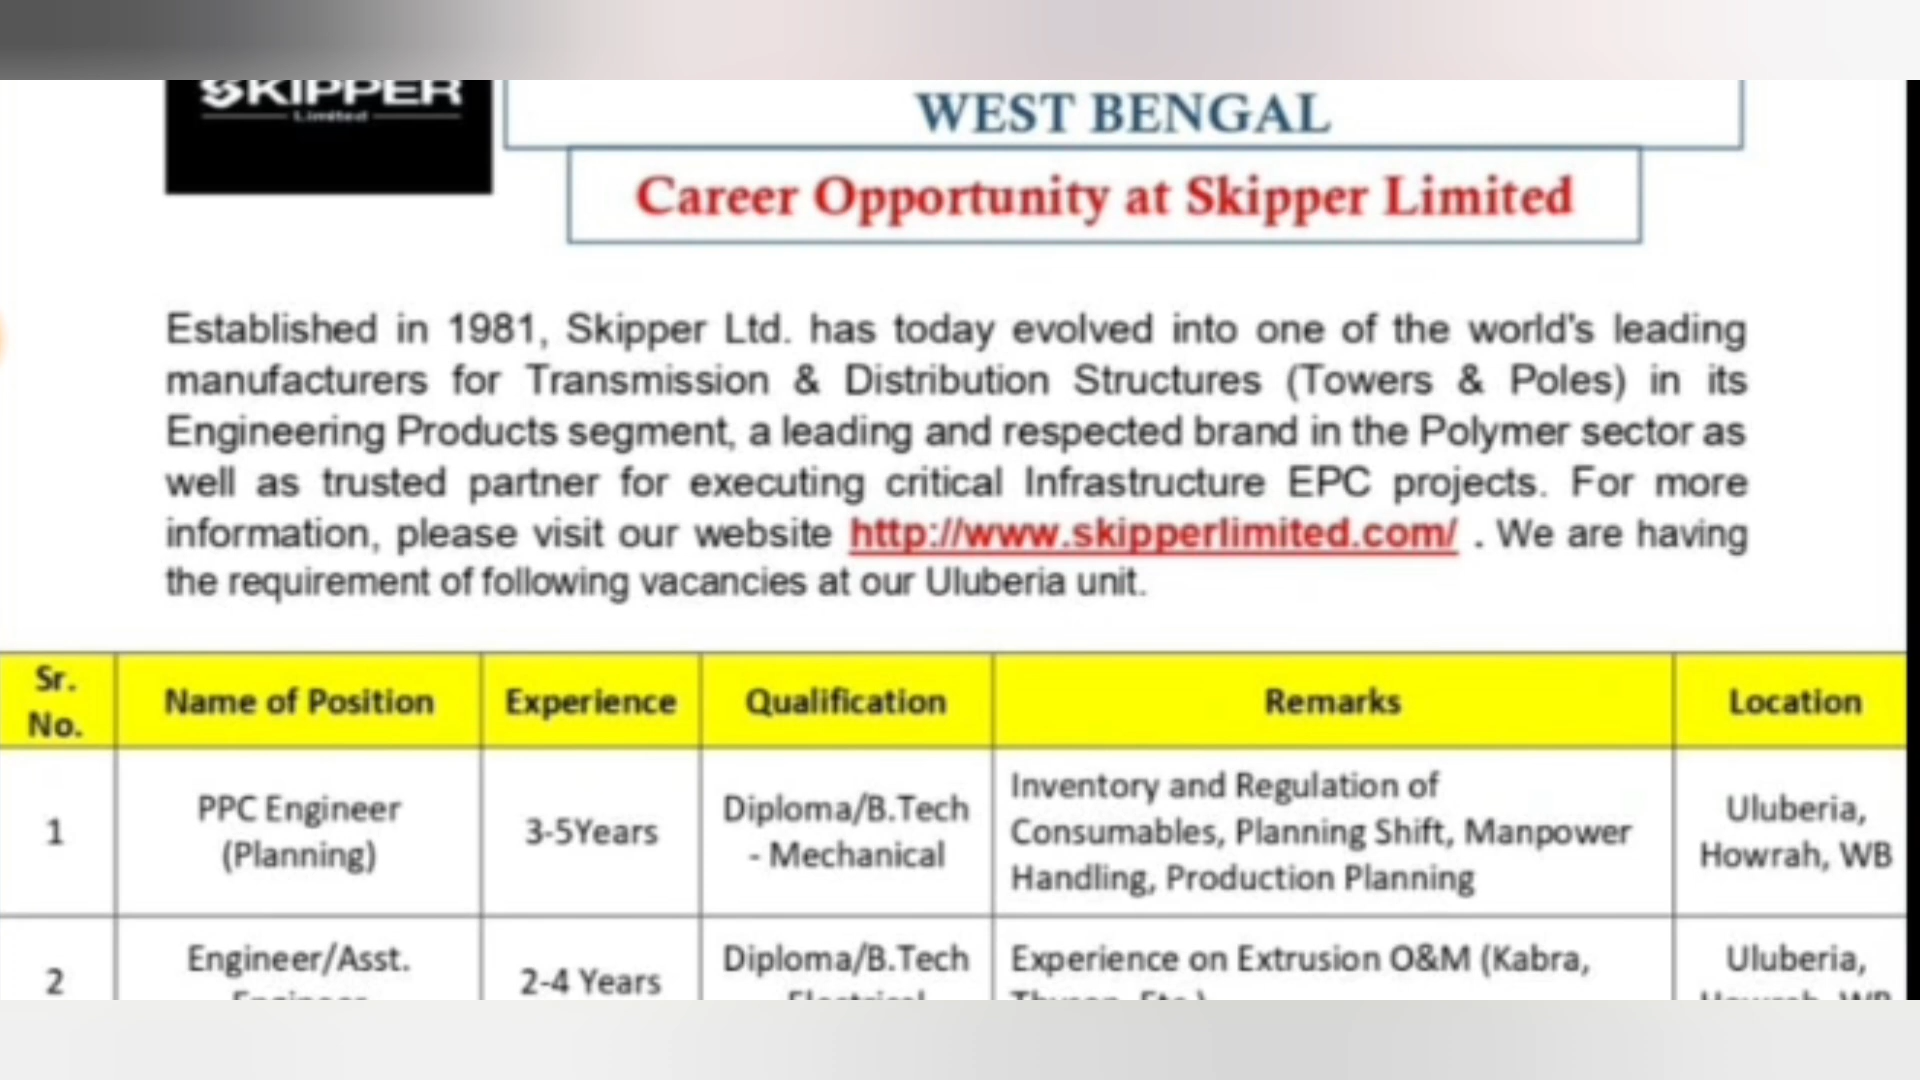 SKIPPER
Limited
WEST BENGAL
Career Opportunity at Skipper Limited
Established in 1981, Skipper Ltd. has today evolved into one of the world's leading
manufacturers for Transmission & Distribution Structures (Towers & Poles) in its
Engineering Products segment, a leading and respected brand in the Polymer sector as
well as trusted partner for executing critical Infrastructure EPC projects. For more
information, please visit our website http://www.skipperlimited.com/ . We are having
the requirement of following vacancies at our Uluberia unit.
Sr.
No.
Name of Position
Experience
Qualification
Remarks
Location
1
PPC Engineer
(Planning)
3-5Years
Diploma/B.Tech
- Mechanical
Inventory and Regulation of
Consumables, Planning Shift, Manpower
Handling, Production Planning
Uluberia,
Howrah, WB
2
Engineer/Asst.
2-4 Years
Diploma/B.Tech
Experience on Extrusion O&M (Kabra,
Uluberia,